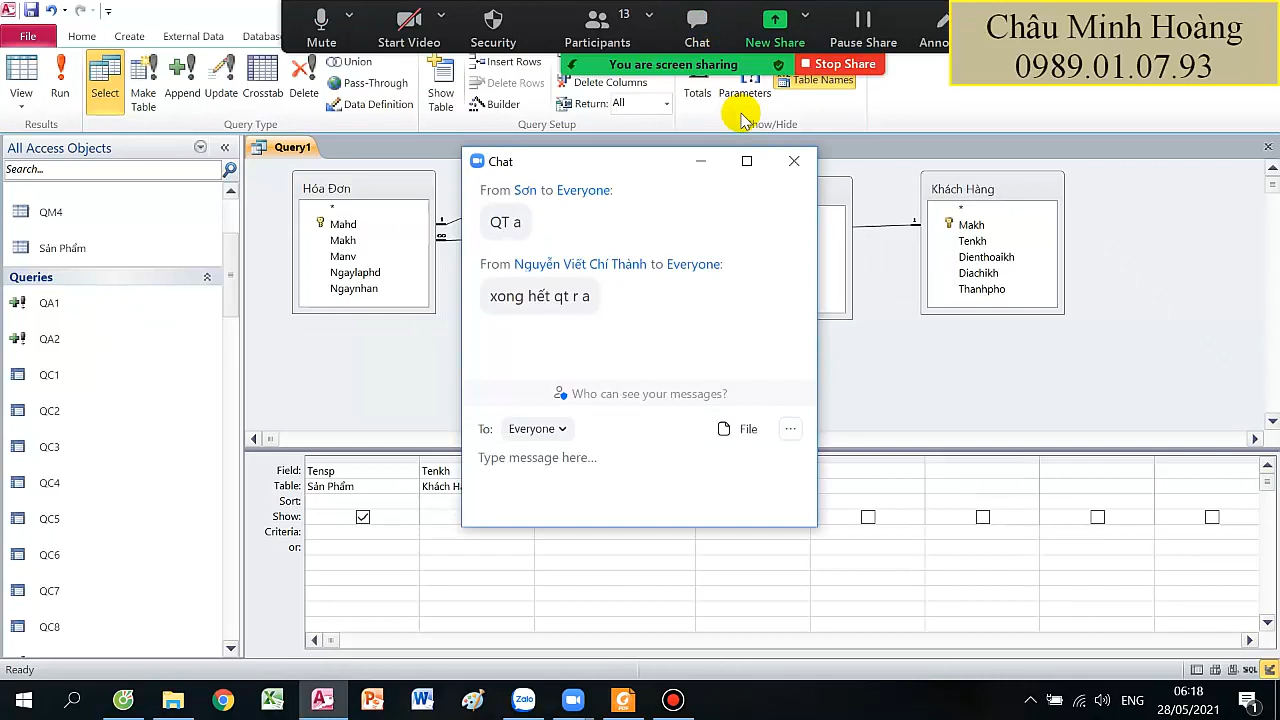 Mute
Start Video
Security
13
Participants
Chat
New Share
Pause Share
Châu Minh Hoàng
0989.01.07.93
You are screen sharing
Stop Share
File
Home
Create
External Data
View
Run
Select
Make
Table
Append
Update
Crosstab
Delete
Union
Pass-Through
Data Definition
Show
Table
Insert Rows
Delete Rows
Builder
Delete Columns
Return:
All
Totals
Parameters
Table Names
Results
Query Type
Query Setup
All Access Objects
Search...
QM4
Sản Phẩm
Queries
QA1
QA2
QC1
QC2
QC3
QC4
QC5
QC6
QC7
QC8
Query1
Hóa Đơn
*
Mahd
Makh
Manv
Ngaylaphd
Ngaynhan
Khách Hàng
*
Makh
Tenkh
Dienthoaikh
Diachikh
Thanhpho
Chat
From Sơn to Everyone:
QT a
From Nguyễn Viết Chí Thành to Everyone:
xong hết qt r a
Who can see your messages?
To:
Everyone
File
...
Type message here...
Field:
Tensp
Tenkh
Table:
Sản Phẩm
Sort:
Show:
Criteria:
or:
Ready
SQL
Zalo
PDF
ENG
06:18
28/05/2021
1